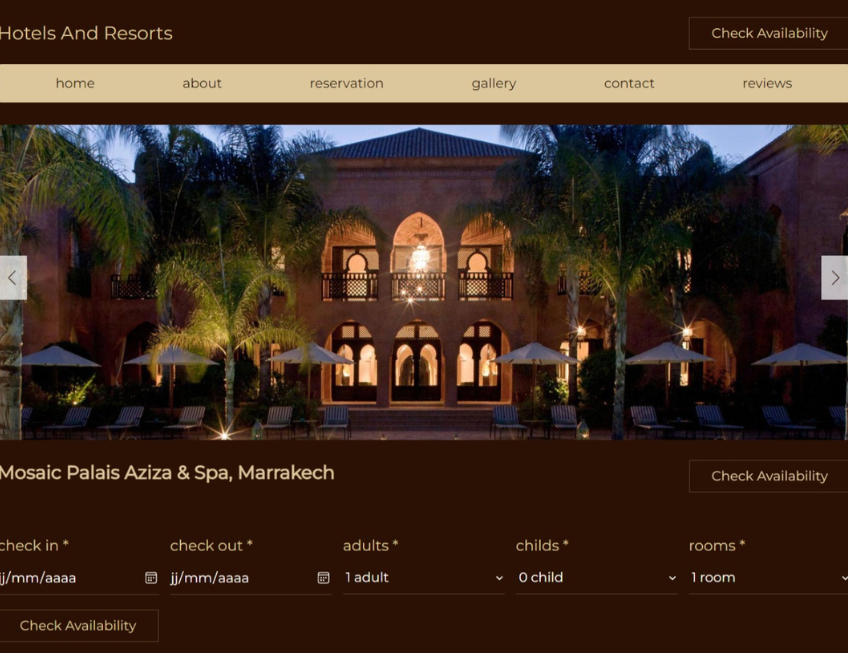 Hotels And Resorts
Check Availability
home about reservation gallery contact reviews
Mosaic Palais Aziza & Spa, Marrakech
Check Availability
check in * check out * adults * childs * rooms *
jj/mm/aaaa jj/mm/aaaa 1 adult 0 child 1 room
Check Availability